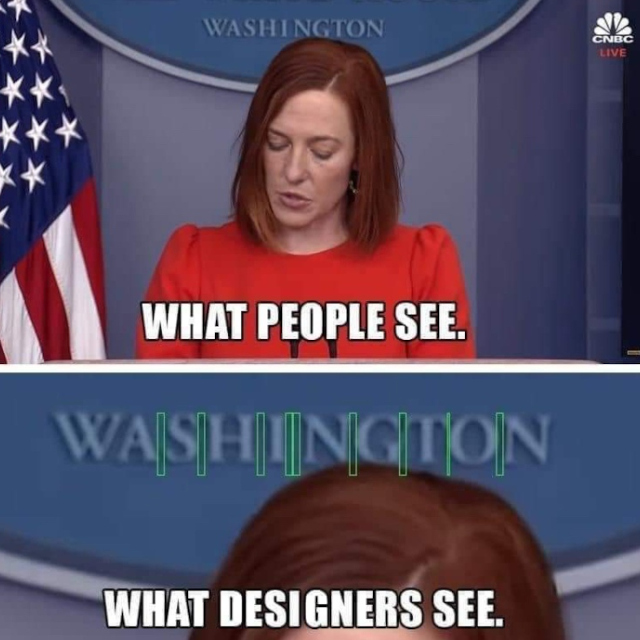 WASHINGTON
CNBC
LIVE
WHAT PEOPLE SEE.
WASHINGTON
WHAT DESIGNERS SEE.